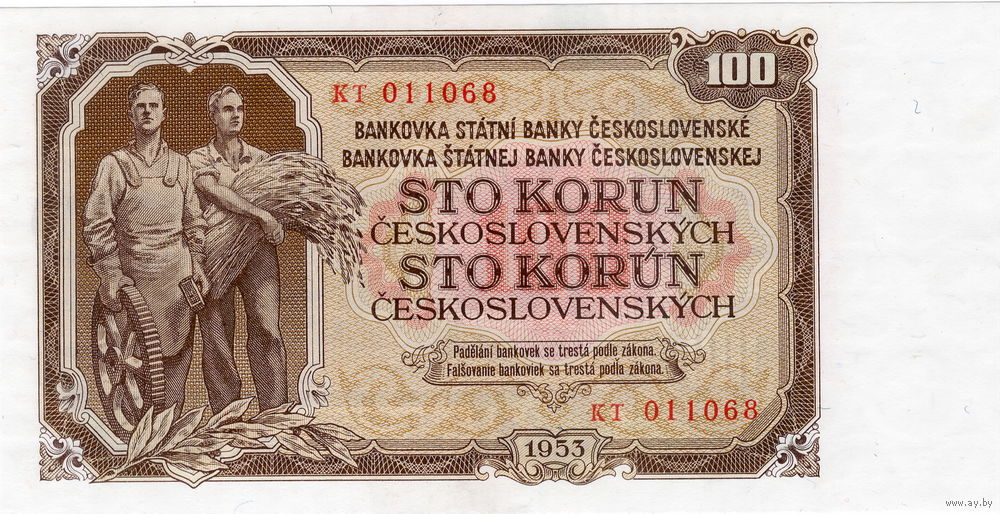 100
KT 011068
BANKOVKA STÁTNÍ BANKY ČESKOSLOVENSKÉ
BANKOVKA ŠTÁTNEJ BANKY ČESKOSLOVENSKEJ
STO KORUN
ČESKOSLOVENSKÝCH
STO KORÚN
ČESKOSLOVENSKÝCH
Padělání bankovek se trestá podle zákona.
Falšovanie bankoviek sa trestá podľa zákona.
KT 011068
1953
www.ay.by